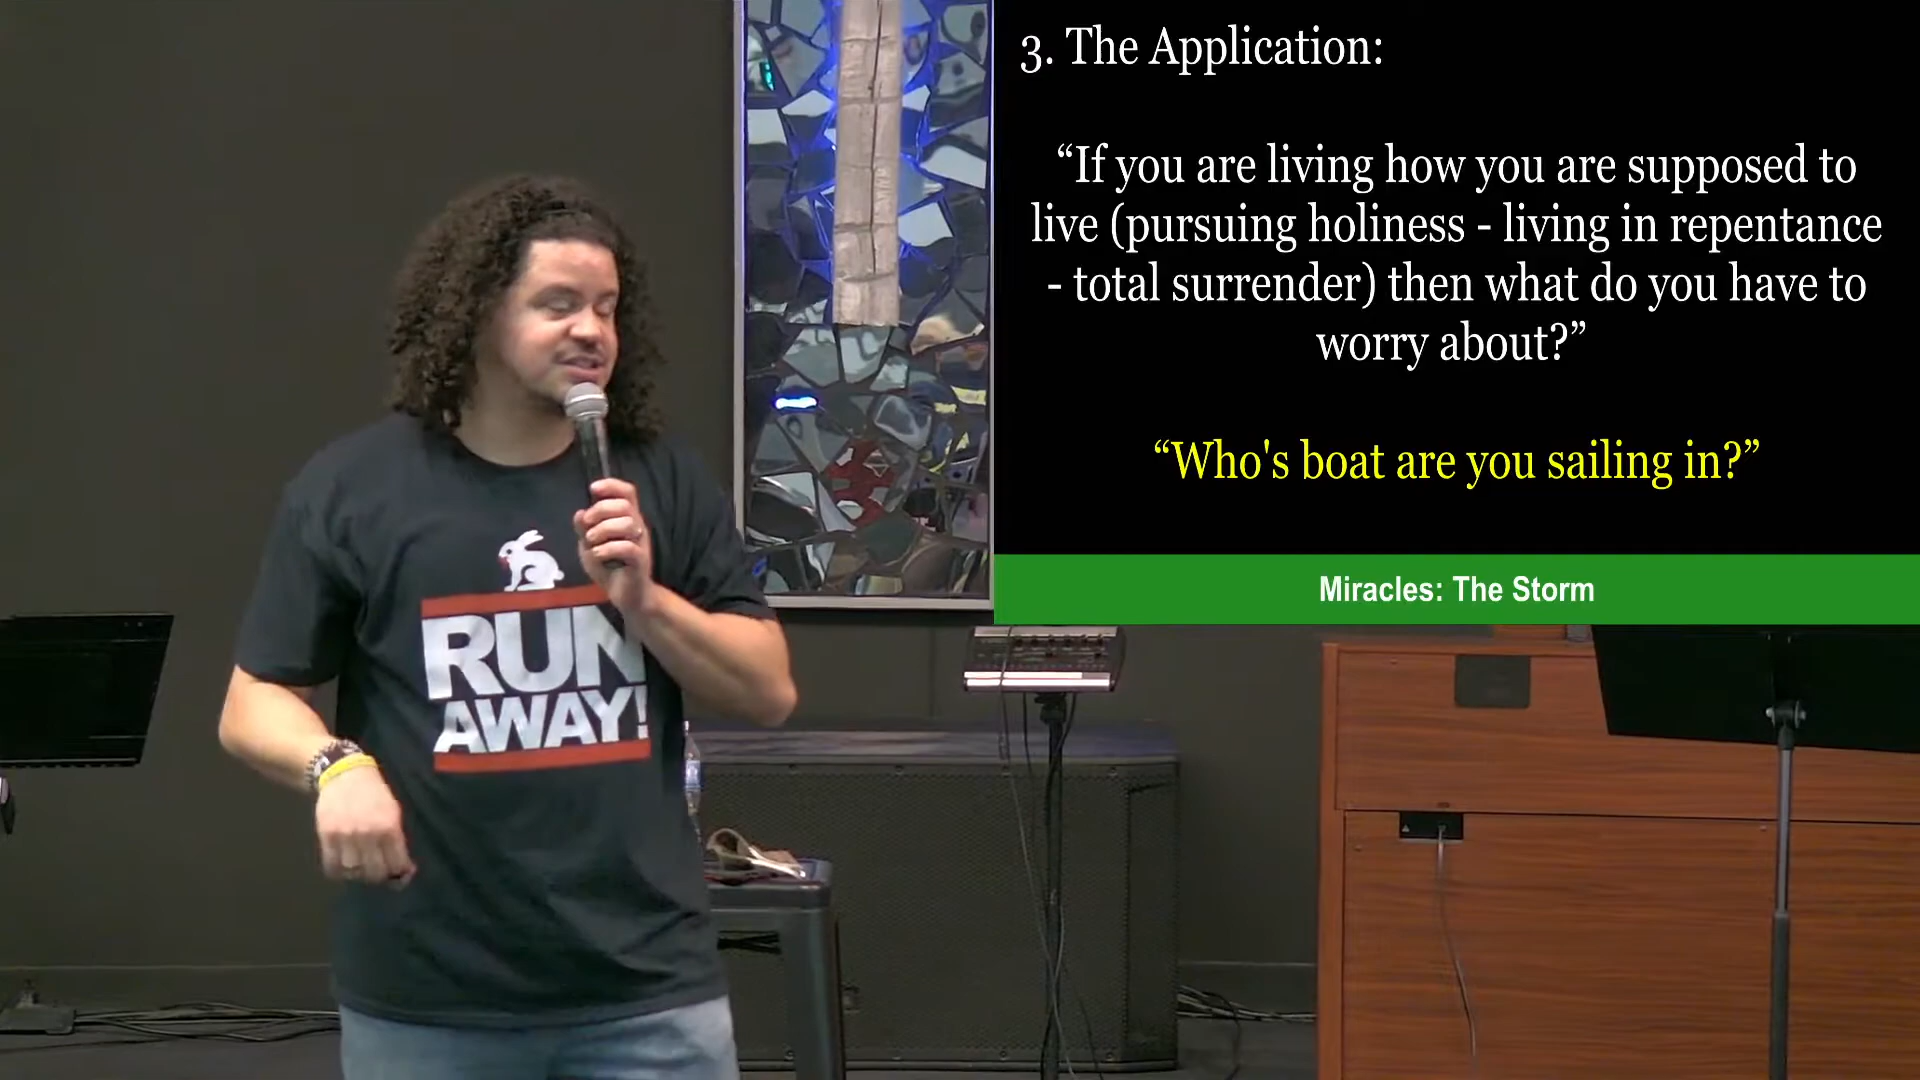 3. The Application:
“If you are living how you are supposed to
live (pursuing holiness - living in repentance
- total surrender) then what do you have to
worry about?”
“Who's boat are you sailing in?”
Miracles: The Storm
RUN
AWAY!